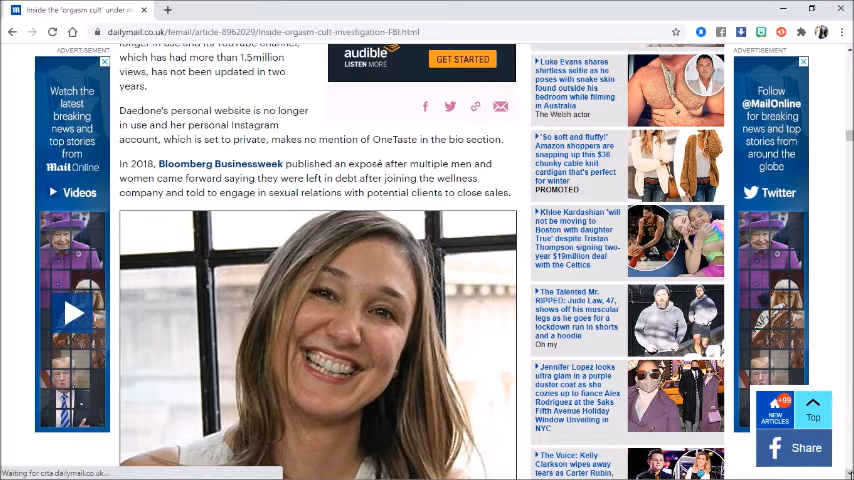 Inside the 'orgasm cult' under in
dailymail.co.uk/femail/article-8962029/Inside-orgasm-cult-investigation-FBI.html
ADVERTISEMENT
Watch the
latest
breaking
news and
top stories
from
Mail Online
Videos
longer in use and its YouTube channel,
which has had more than 1.5million
views, has not been updated in two
years.
Daedone's personal website is no longer
in use and her personal Instagram
account, which is set to private, makes no mention of OneTaste in the bio section.
In 2018, Bloomberg Businessweek published an exposé after multiple men and
women came forward saying they were left in debt after joining the wellness
company and told to engage in sexual relations with potential clients to close sales.
audible
LISTEN MORE
GET STARTED
Luke Evans shares
shirtless selfie as he
poses with snake skin
found outside his
bedroom while filming
in Australia
The Welsh actor
'So soft and fluffy!'
Amazon shoppers are
snapping up this $36
chunky cable knit
cardigan that's perfect
for winter
PROMOTED
Khloe Kardashian 'will
not be moving to
Boston with daughter
True' despite Tristan
Thompson signing two-
year $19million deal
with the Celtics
The Talented Mr.
RIPPED: Jude Law, 47,
shows off his muscular
legs as he goes for a
lockdown run in shorts
and a hoodie
Oh my
Jennifer Lopez looks
ultra glam in a purple
duster coat as she
cozies up to fiance Alex
Rodriguez at the Saks
Fifth Avenue Holiday
Window Unveiling in
NYC
The Voice: Kelly
Clarkson wipes away
tears as Carter Rubin,
ADVERTISEMENT
Follow
@MailOnline
for breaking
news and top
stories from
around the
globe
Twitter
+99
NEW
ARTICLES
Top
Share
Waiting for crta.dailymail.co.uk...